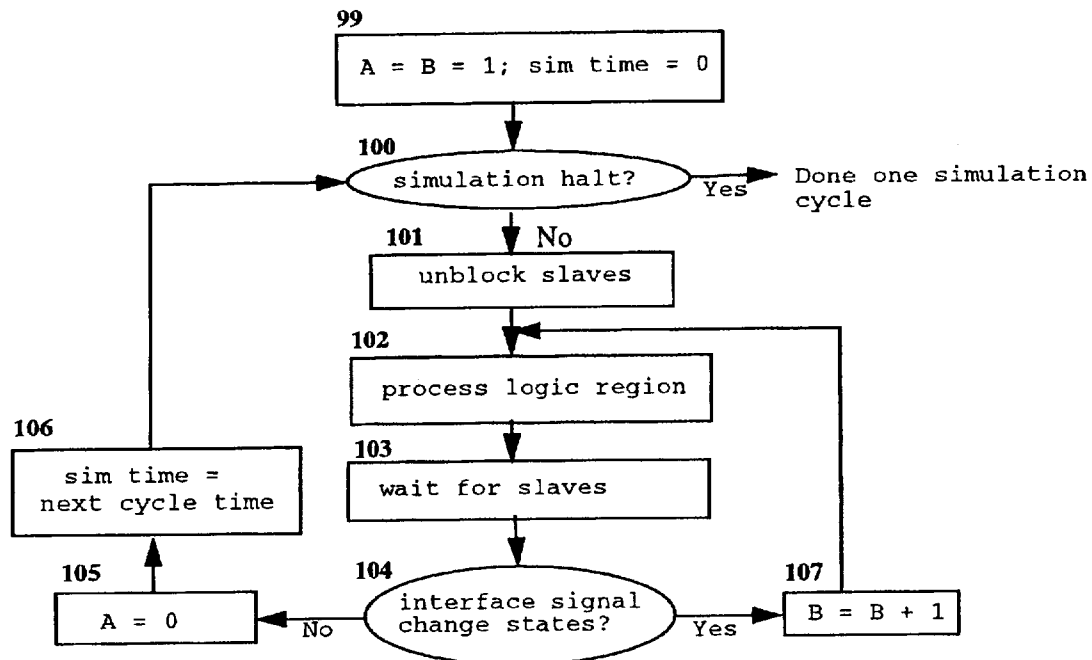 99
A = B = 1; sim time = 0
100
simulation halt?
Yes
Done one simulation
cycle
No
101
unblock slaves
102
process logic region
103
wait for slaves
104
interface signal
change states?
No
Yes
105
A = 0
106
sim time =
next cycle time
107
B = B + 1